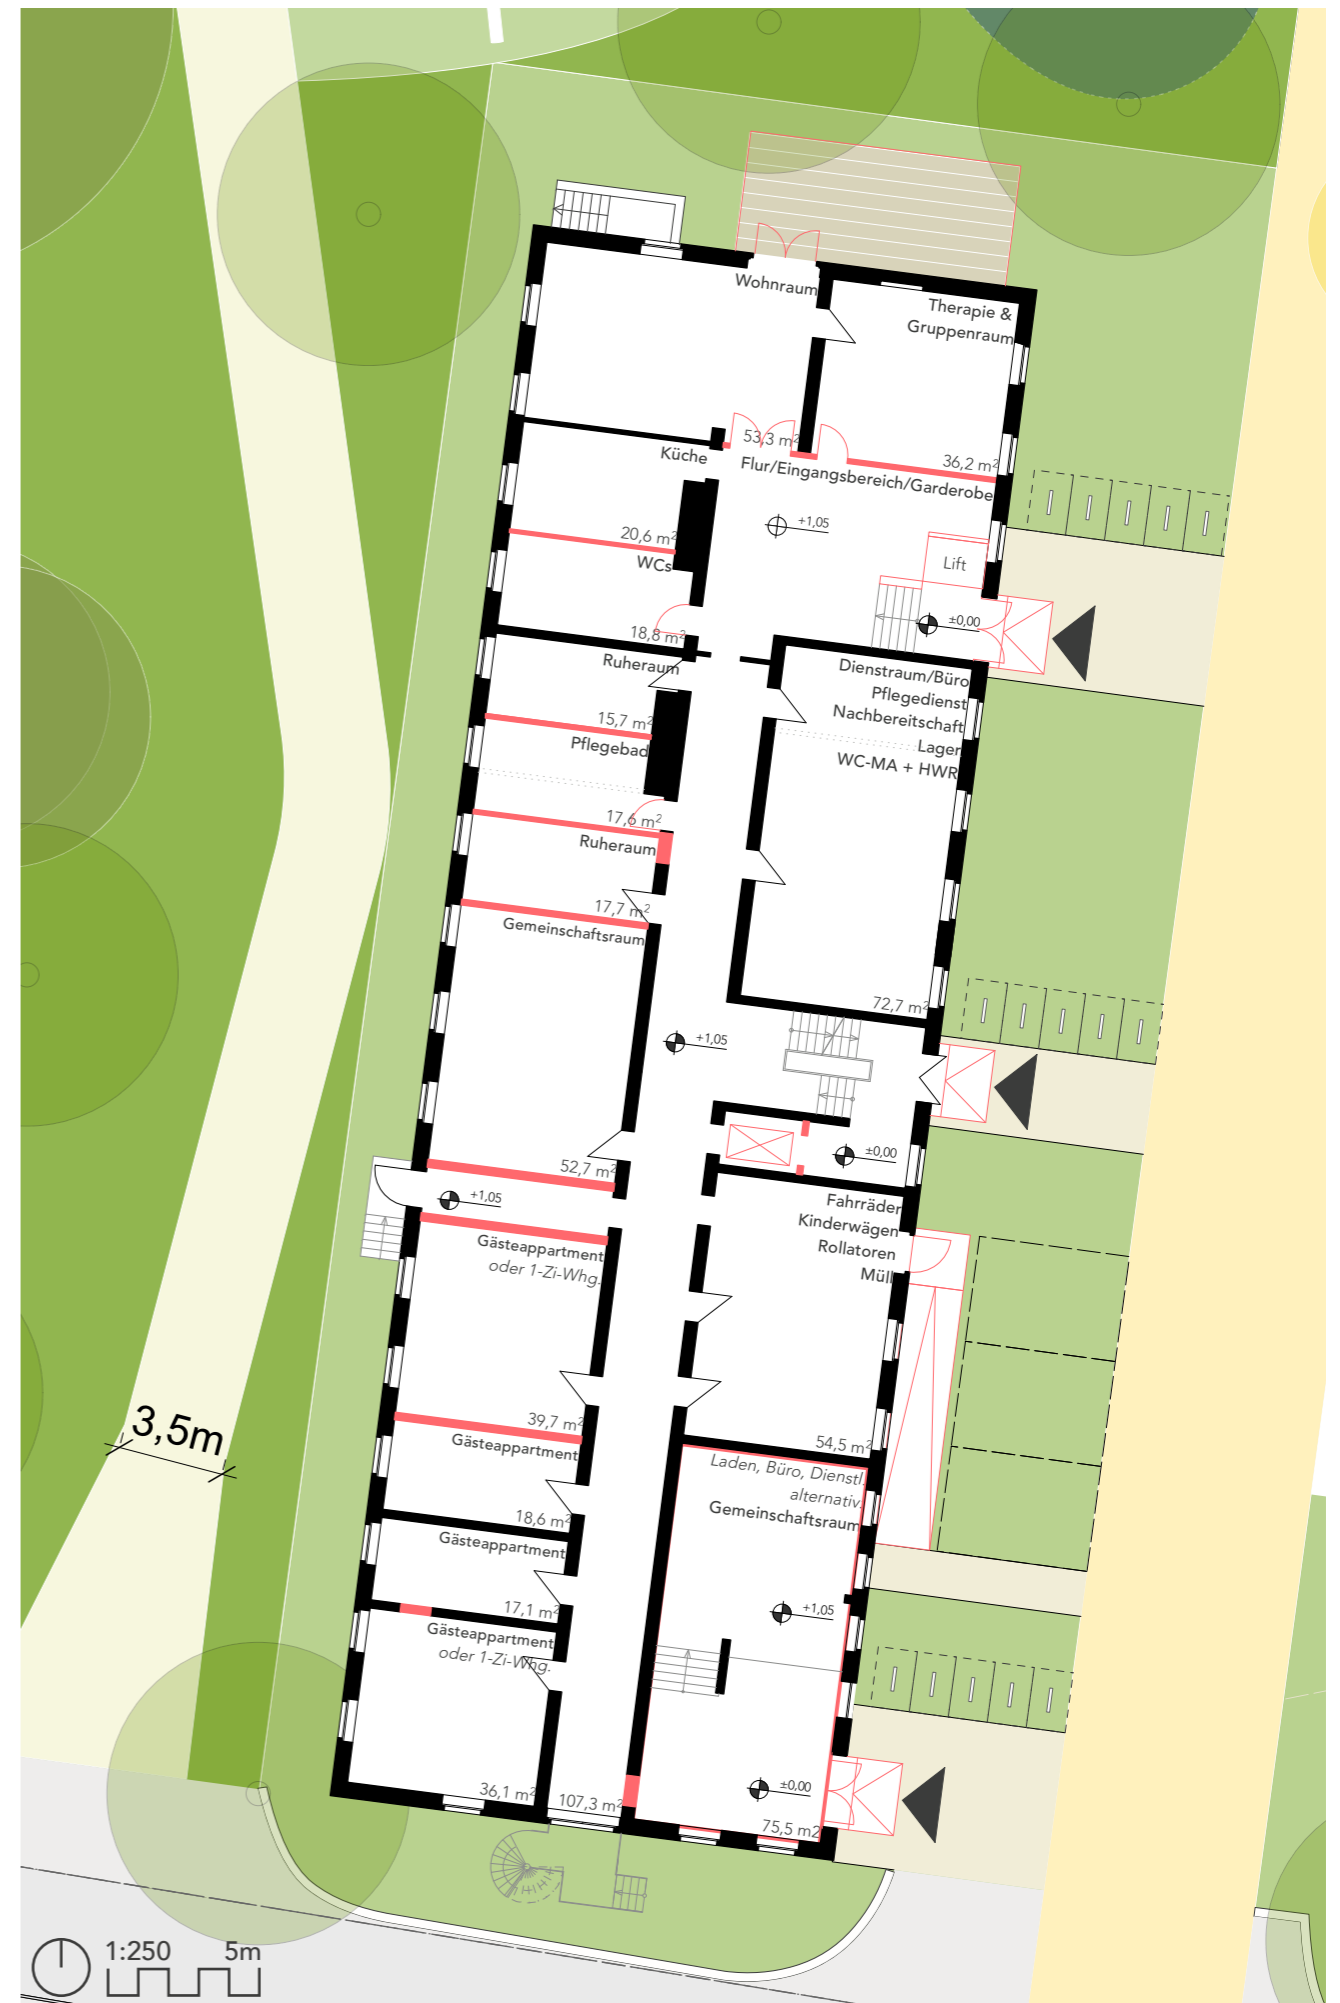 Wohnraum
53,3 m²
Therapie &
Gruppenraum
36,2 m²
Küche
20,6 m²
Flur/Eingangsbereich/Garderobe
+1,05
Lift
±0,00
WCs
18,8 m²
Ruheraum
15,7 m²
Pflegebad
17,6 m²
Ruheraum
17,7 m²
Dienstraum/Büro
Pflegedienst
Nachbereitschaft
Lager
WC-MA + HWR
72,7 m²
Gemeinschaftsraum
52,7 m²
+1,05
±0,00
+1,05
Fahrräder
Kinderwägen
Rollatoren
Müll
54,5 m²
Gästeappartment
oder 1-Zi-Whg.
39,7 m²
Gästeappartment
18,6 m²
Gästeappartment
17,1 m²
Gästeappartment
oder 1-Zi-Whg.
36,1 m²
107,3 m²
Laden, Büro, Dienstl.
alternativ.
Gemeinschaftsraum
+1,05
±0,00
75,5 m2
3,5m
1:250 5m